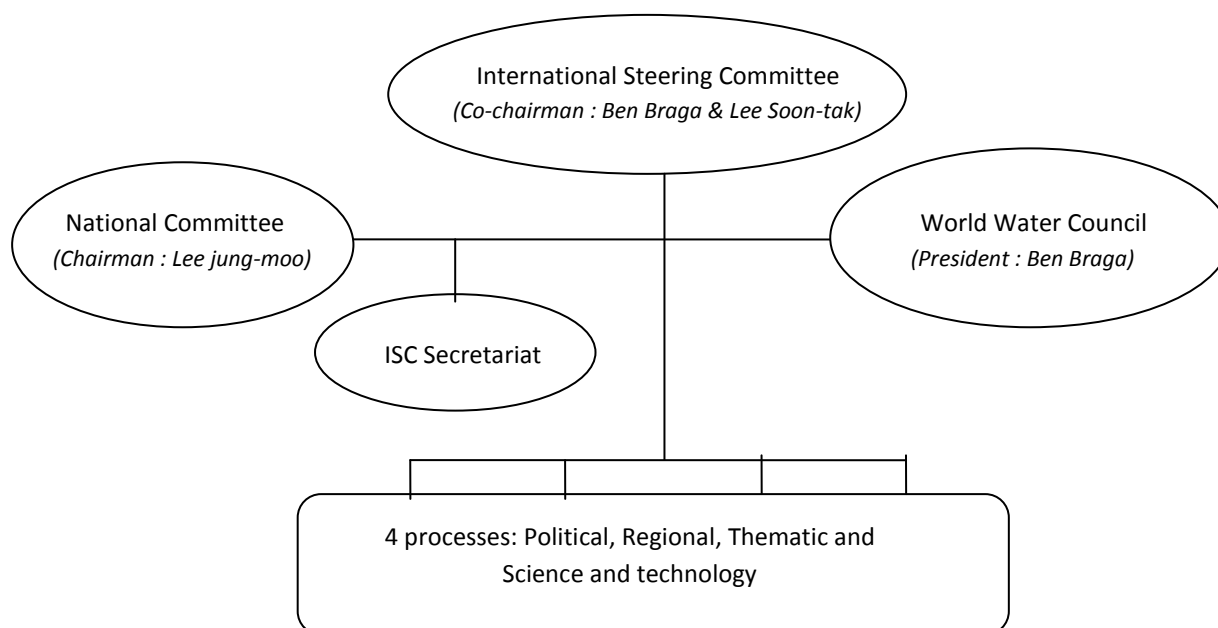 International Steering Committee
(Co-chairman : Ben Braga & Lee Soon-tak)
National Committee
(Chairman : Lee jung-moo)
World Water Council
(President : Ben Braga)
ISC Secretariat
4 processes: Political, Regional, Thematic and
Science and technology